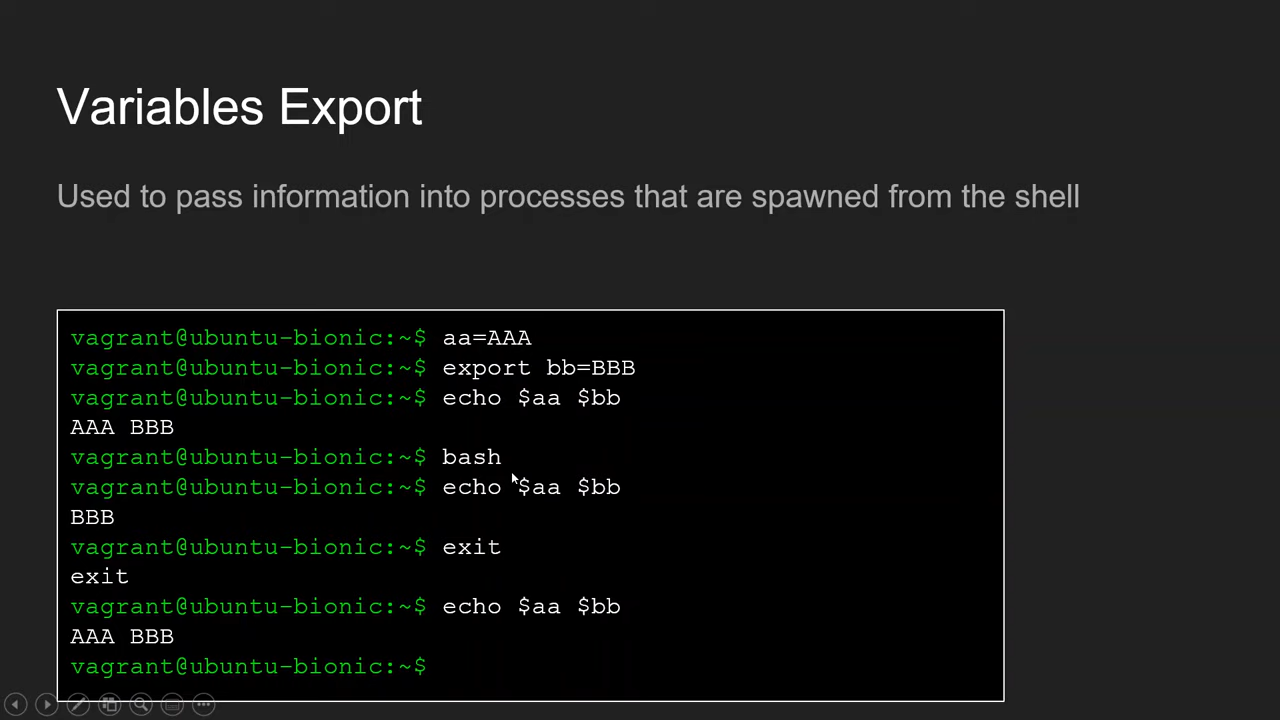 Variables Export
Used to pass information into processes that are spawned from the shell
vagrant@ubuntu-bionic:~$ aa=AAA
vagrant@ubuntu-bionic:~$ export bb=BBB
vagrant@ubuntu-bionic:~$ echo $aa $bb
AAA BBB
vagrant@ubuntu-bionic:~$ bash
vagrant@ubuntu-bionic:~$ echo $aa $bb
BBB
vagrant@ubuntu-bionic:~$ exit
exit
vagrant@ubuntu-bionic:~$ echo $aa $bb
AAA BBB
vagrant@ubuntu-bionic:~$